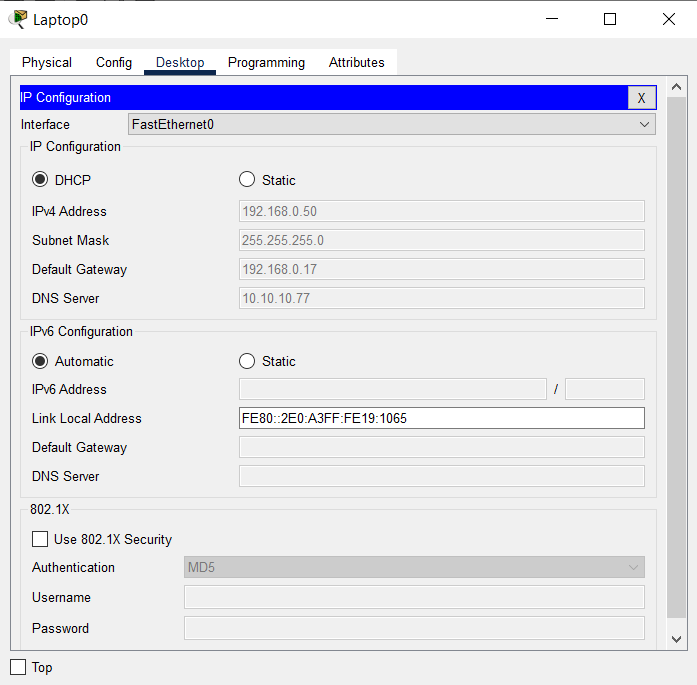 Laptop0
Physical Config Desktop Programming Attributes
IP Configuration X
Interface FastEthernet0
IP Configuration
DHCP Static
IPv4 Address 192.168.0.50
Subnet Mask 255.255.255.0
Default Gateway 192.168.0.17
DNS Server 10.10.10.77
IPv6 Configuration
Automatic Static
IPv6 Address /
Link Local Address FE80::2E0:A3FF:FE19:1065
Default Gateway
DNS Server
802.1X
Use 802.1X Security
Authentication MD5
Username
Password
Top